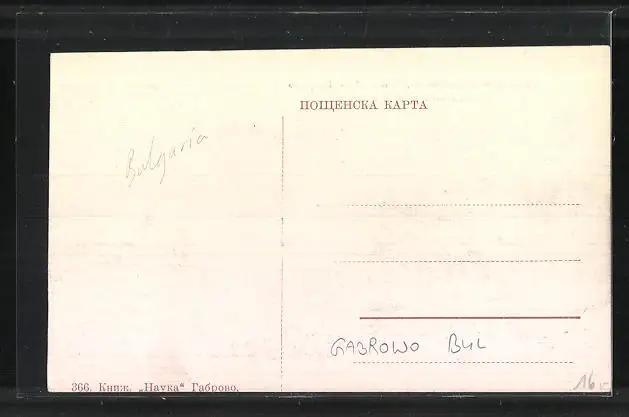 ПОЩЕНСКА КАРТА
Bulgaria
GABROWO BUL
366. Книж. „Наука“ Габрово.
16